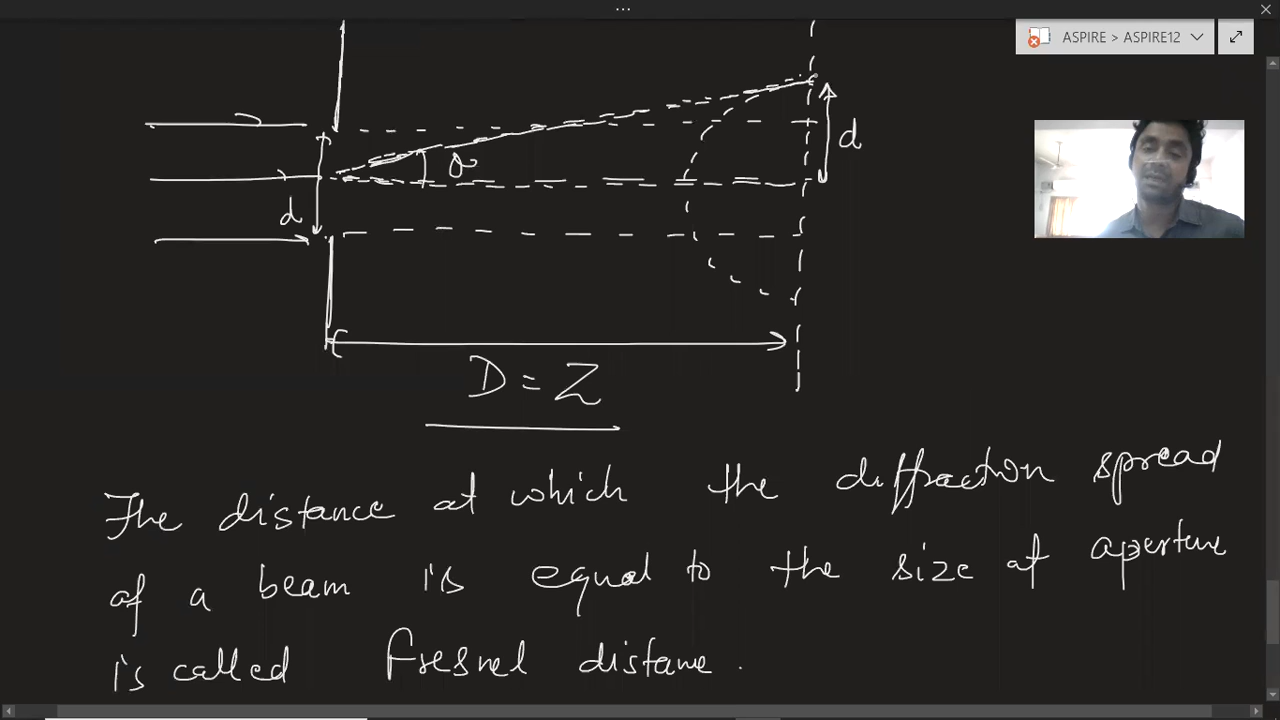 ...
ASPIRE > ASPIRE12
θ
d
d
D = Z
The distance at which the diffraction spread
of a beam is equal to the size of aperture
is called fresnel distance.